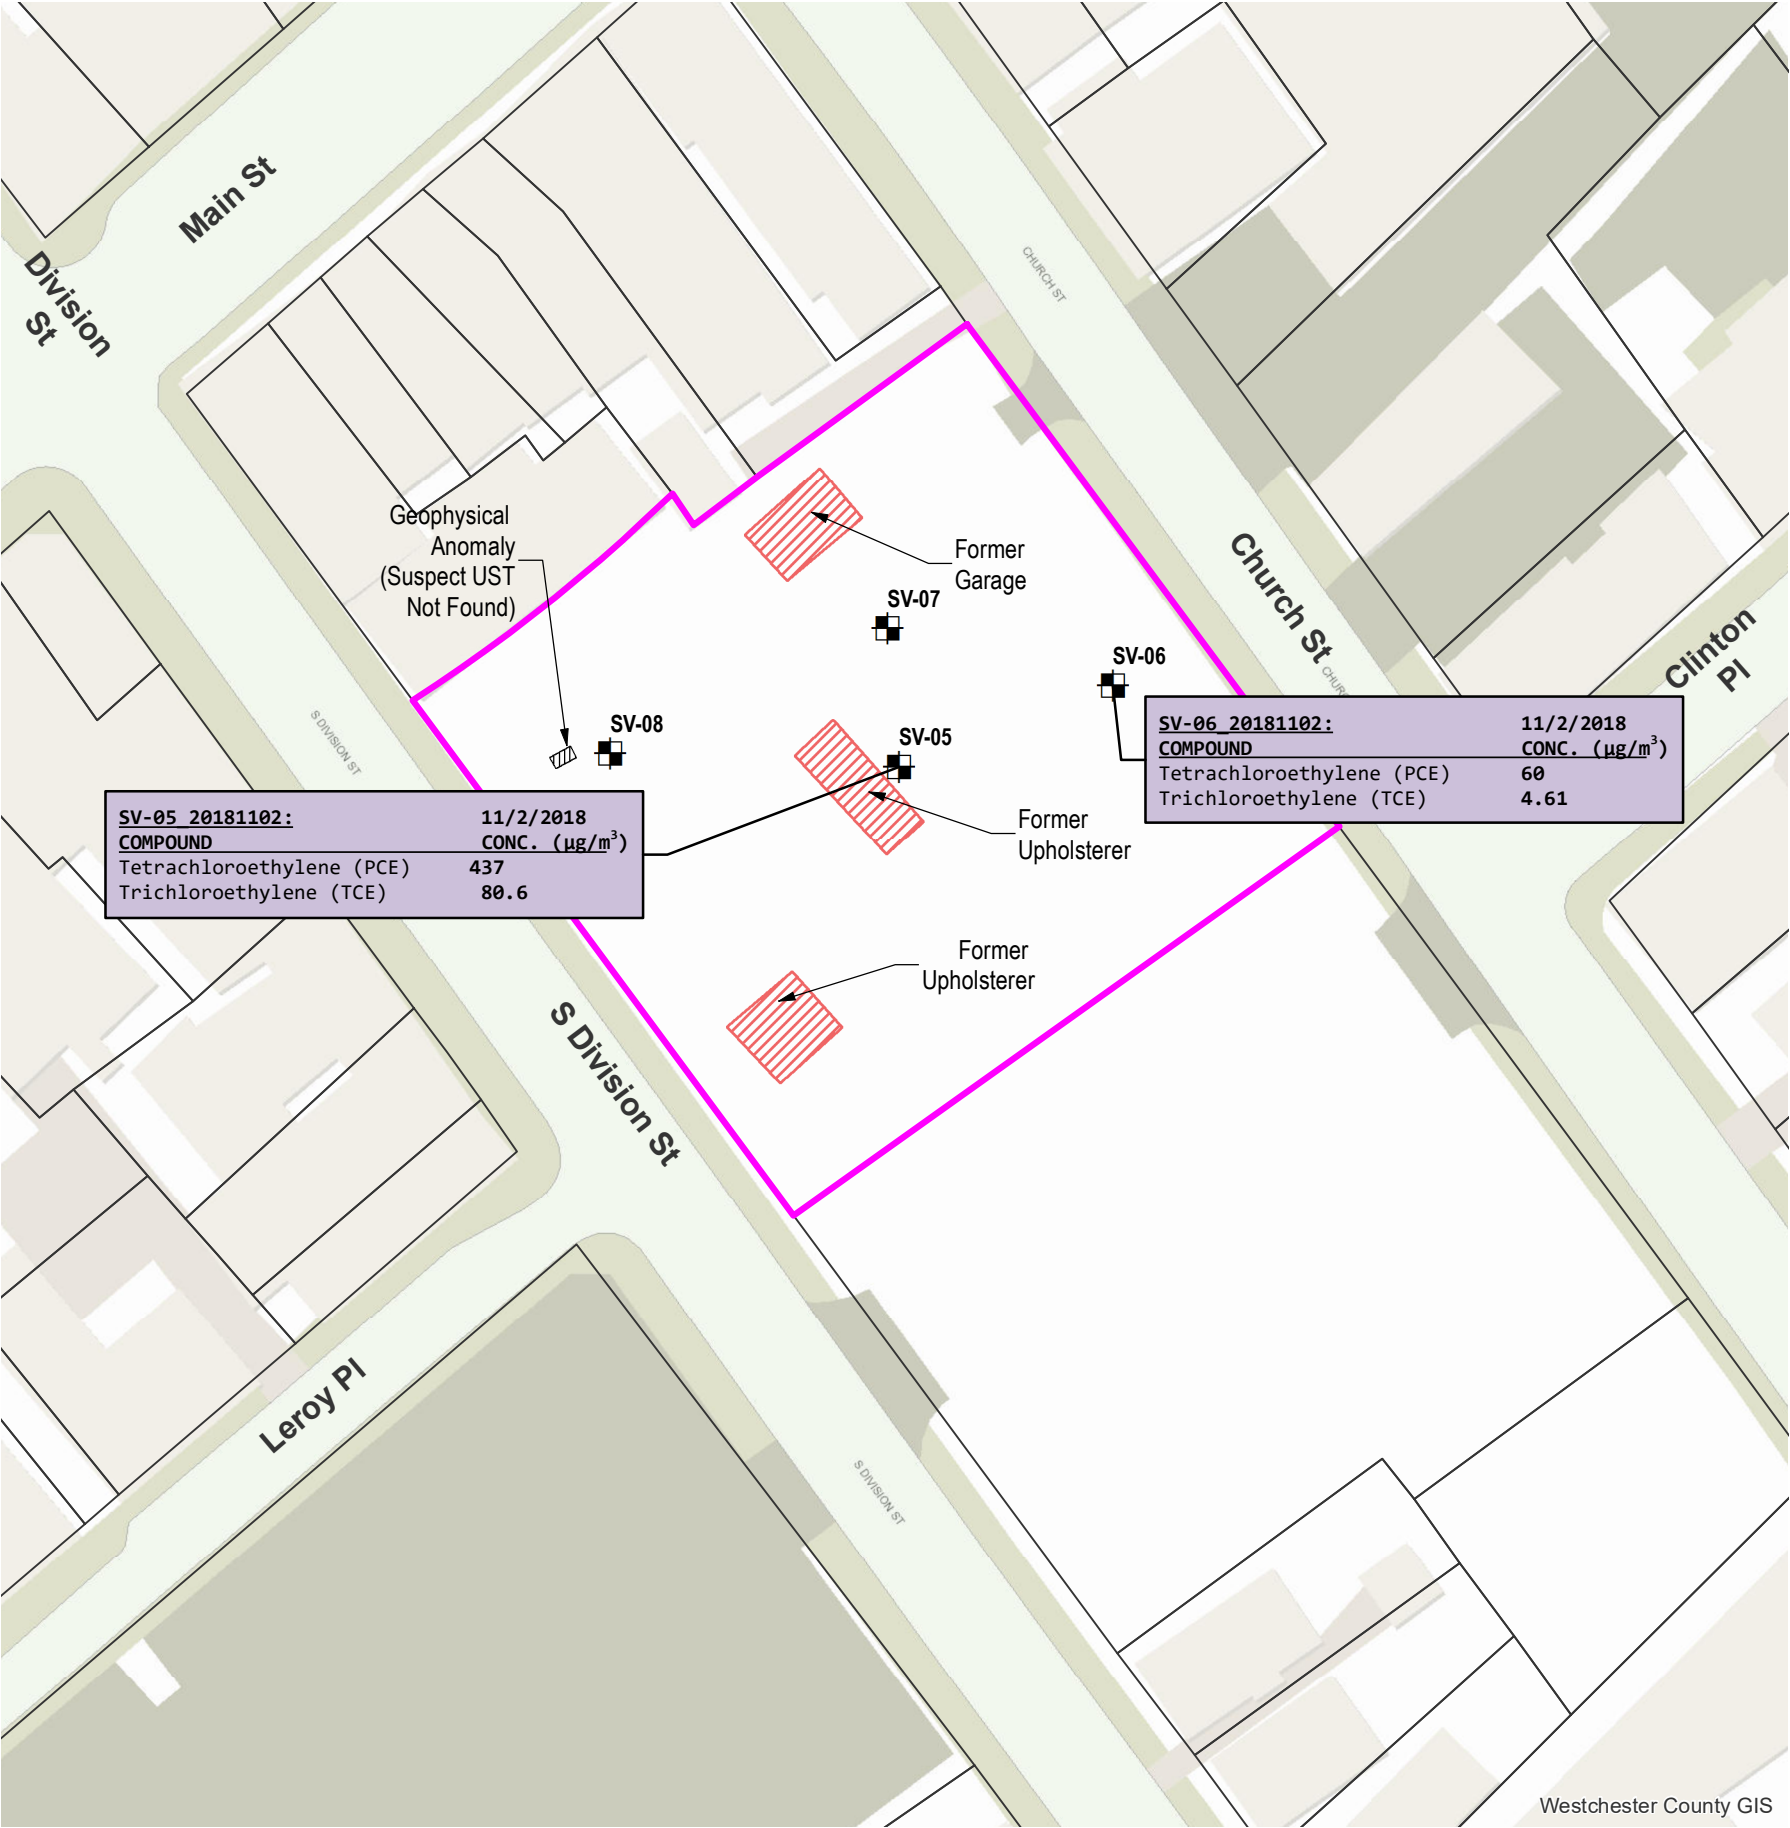 Main St
Division
St
CHURCH ST
Geophysical
Anomaly
(Suspect UST
Not Found)
Former
Garage
SV-07
Church St
Clinton
Pl
SV-06
SV-08
SV-05
S DIVISION ST
SV-06_20181102: 11/2/2018
COMPOUND CONC. (µg/m³)
Tetrachloroethylene (PCE) 60
Trichloroethylene (TCE) 4.61
SV-05_20181102: 11/2/2018
COMPOUND CONC. (µg/m³)
Tetrachloroethylene (PCE) 437
Trichloroethylene (TCE) 80.6
Former
Upholsterer
Former
Upholsterer
S Division St
Leroy Pl
S DIVISION ST
Westchester County GIS